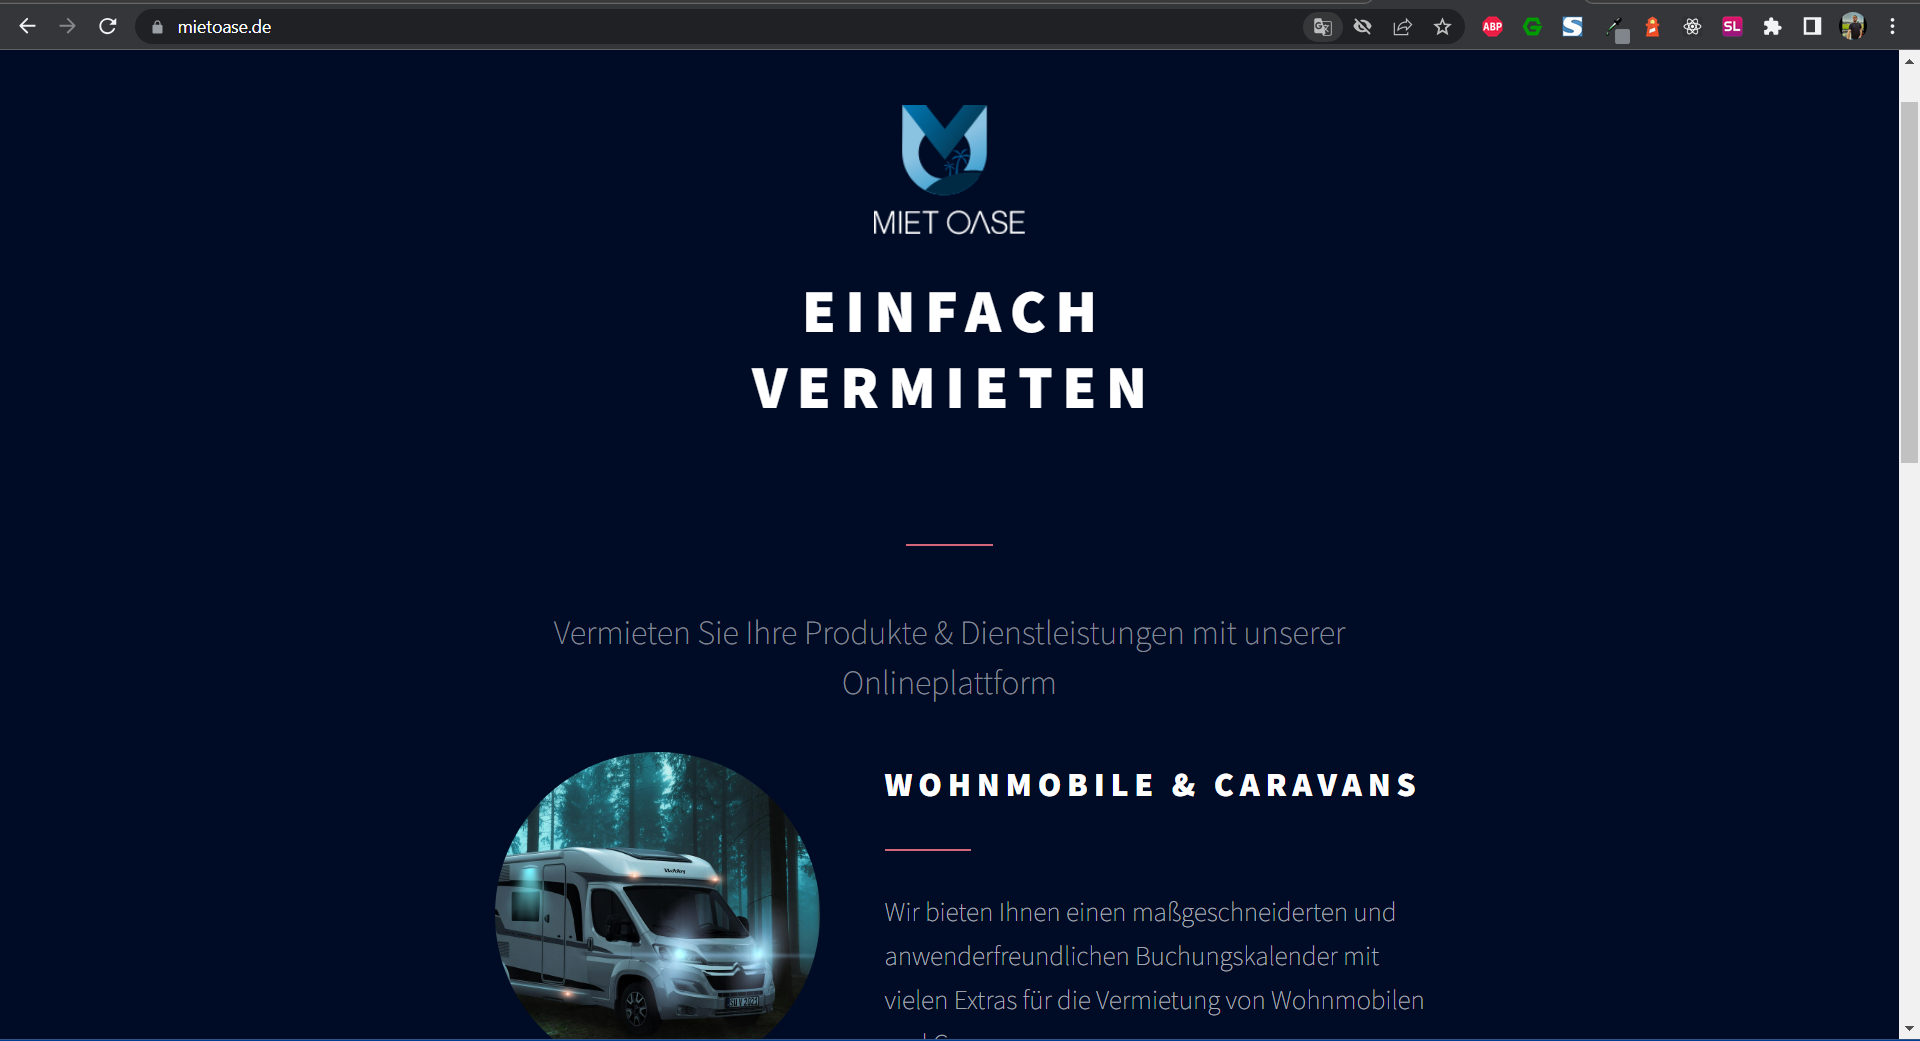 mietoase.de
ABP
SL
MIET OASE
EINFACH
VERMIETEN
Vermieten Sie Ihre Produkte & Dienstleistungen mit unserer
Onlineplattform
WOHNMOBILE & CARAVANS
Wir bieten Ihnen einen maßgeschneiderten und
anwenderfreundlichen Buchungskalender mit
vielen Extras für die Vermietung von Wohnmobilen